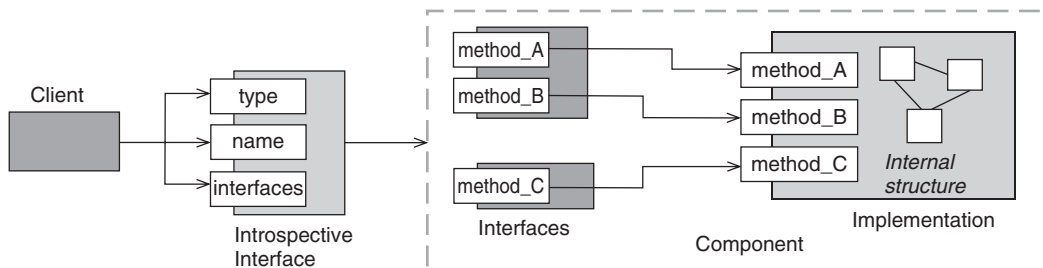 Client
type
name
interfaces
Introspective
Interface
method_A
method_B
method_C
Interfaces
Component
method_A
method_B
method_C
Internal
structure
Implementation